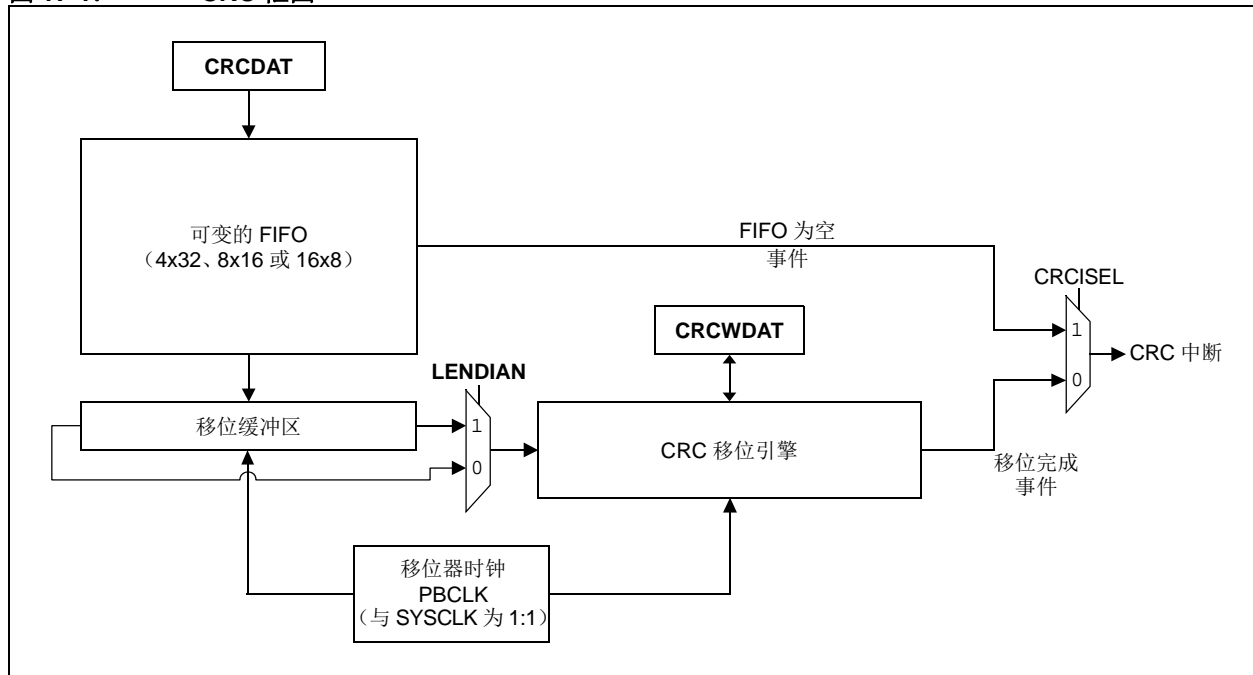 CRCDAT
可变的 FIFO
（4x32、8x16 或 16x8）
FIFO 为空
事件
CRCISEL
1
0
CRC 中断
CRCWDAT
LENDIAN
移位缓冲区
1
0
CRC 移位引擎
移位完成
事件
移位器时钟
PBCLK
（与 SYSCLK 为 1:1）